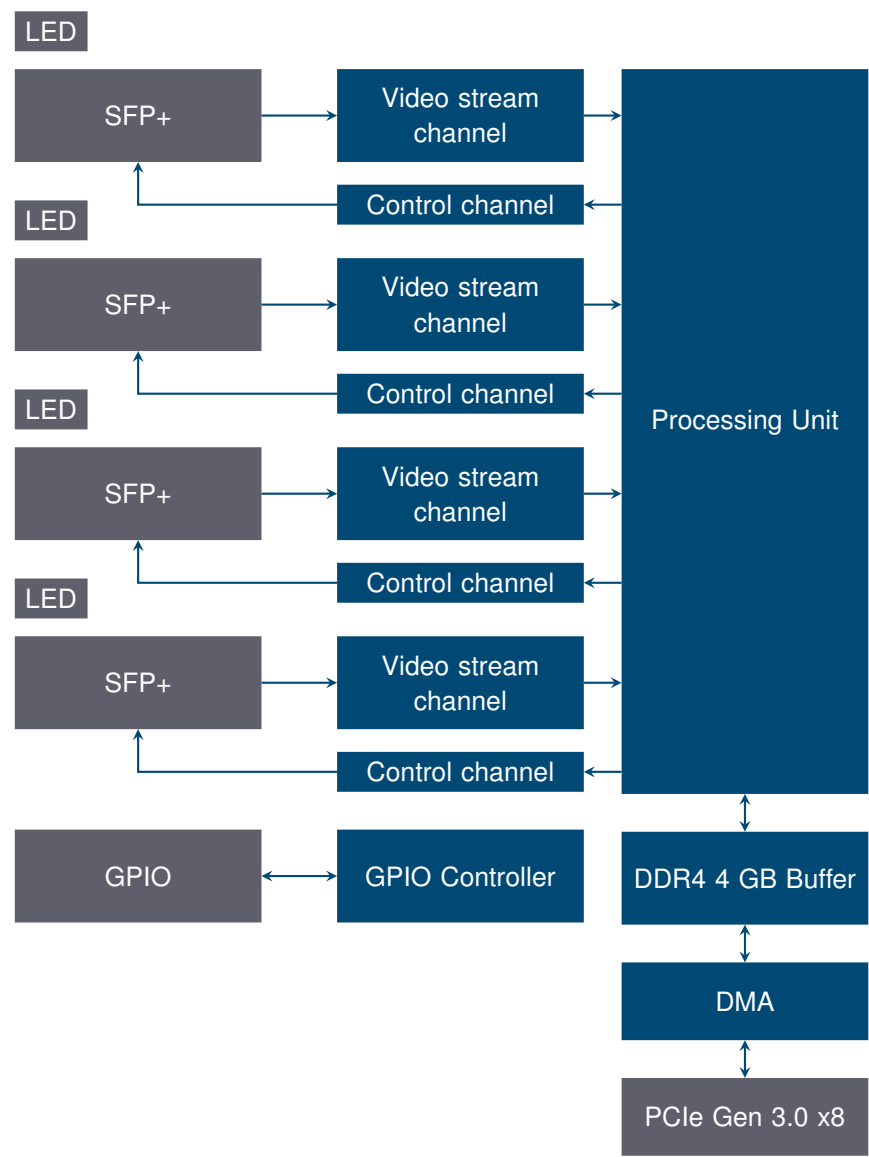 LED
SFP+
Video stream
channel
Control channel
LED
SFP+
Video stream
channel
Control channel
Processing Unit
LED
SFP+
Video stream
channel
Control channel
LED
SFP+
Video stream
channel
Control channel
GPIO
GPIO Controller
DDR4 4 GB Buffer
DMA
PCIe Gen 3.0 x8